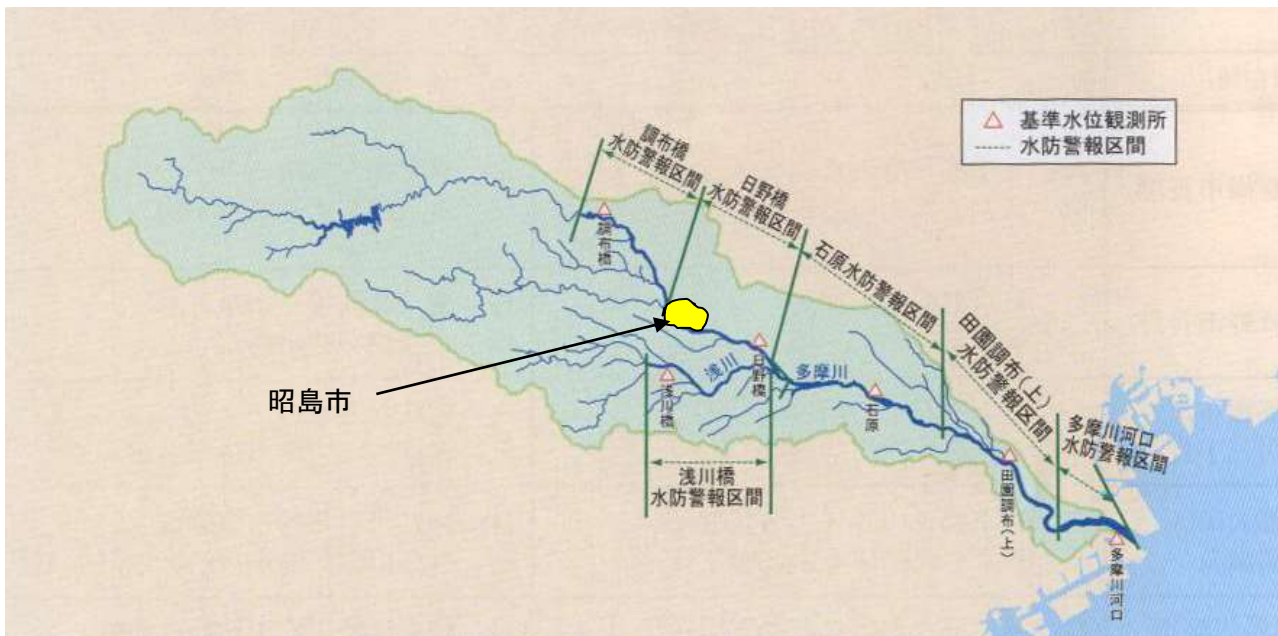 基準水位観測所
水防警報区間
調布橋
水防警報区間
日野橋
水防警報区間
石原水防警報区間
田園調布(上)
水防警報区間
多摩川河口
水防警報区間
調布橋
昭島市
浅川
日野橋
多摩川
浅川橋
石原
浅川橋
水防警報区間
田園調布(上)
多摩川河口